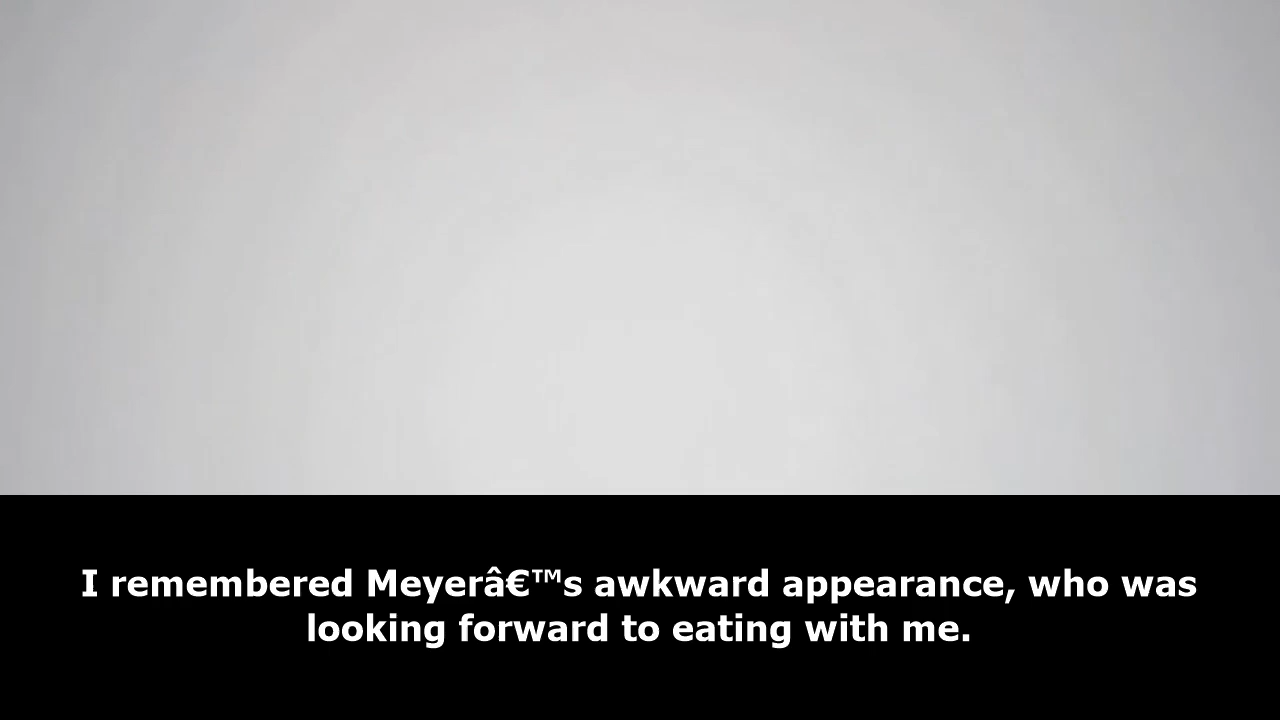 I remembered Meyerâ€™s awkward appearance, who was
looking forward to eating with me.